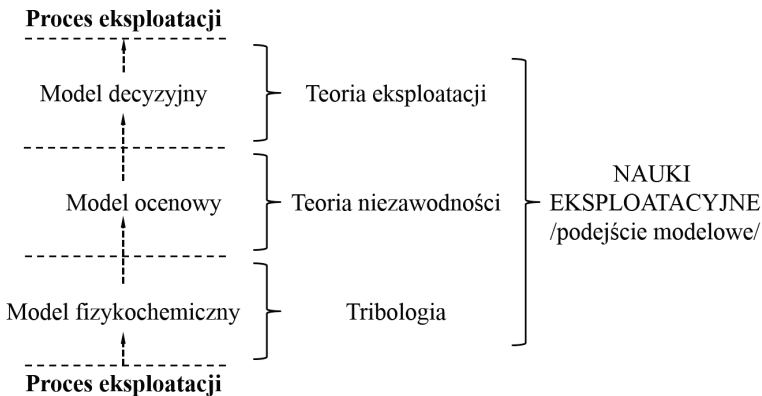 Proces eksploatacji
Model decyzyjny
Teoria eksploatacji
Model ocenowy
Teoria niezawodności
NAUKI
EKSPLOATACYJNE
/podejście modelowe/
Model fizykochemiczny
Tribologia
Proces eksploatacji